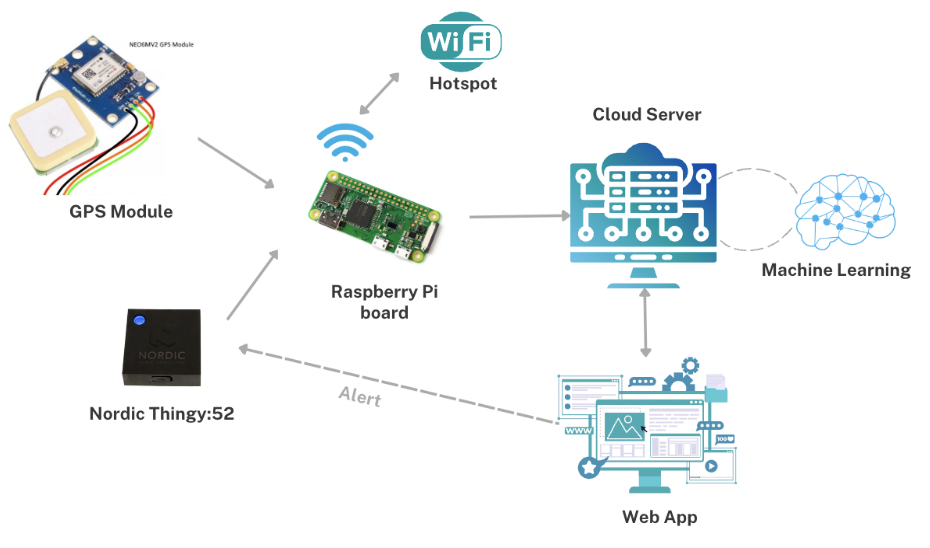 NEO6MV2 GPS Module
WiFi
Hotspot
Cloud Server
GPS Module
Machine Learning
Raspberry Pi
board
NORDIC
Nordic Thingy:52
Alert
WWW
100
Web App